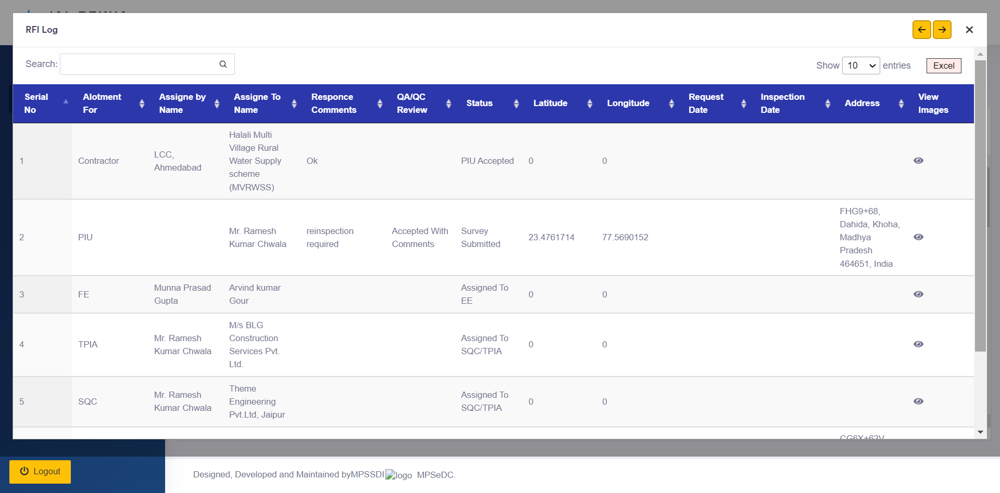 RFI Log
Search:
Show 10 entries Excel
Serial No Alotment For Assigne by Name Assigne To Name Responce Comments QA/QC Review Status Latitude Longitude Request Date Inspection Date Address View Images
1 Contractor LCC, Ahmedabad Halali Multi Village Rural Water Supply scheme (MVRWSS) Ok PIU Accepted 0 0
2 PIU Mr. Ramesh Kumar Chwala reinspection required Accepted With Comments Survey Submitted 23.4761714 77.5690152 FHG9+68, Dahida, Khoha, Madhya Pradesh 464651, India
3 FE Munna Prasad Gupta Arvind kumar Gour Assigned To EE 0 0
4 TPIA Mr. Ramesh Kumar Chwala M/s BLG Construction Services Pvt. Ltd. Assigned To SQC/TPIA 0 0
5 SQC Mr. Ramesh Kumar Chwala Theme Engineering Pvt.Ltd, Jaipur Assigned To SQC/TPIA 0 0
Logout
Designed, Developed and Maintained byMPSSDI logo MPSeDC.